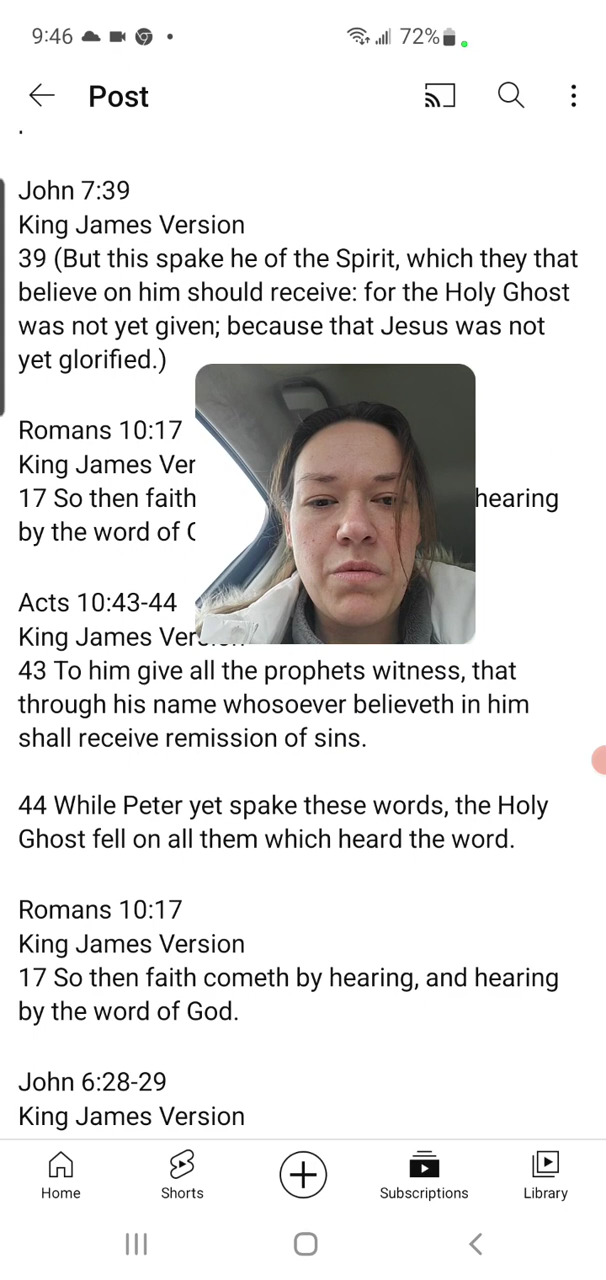 9:46
72%
Post
.
John 7:39
King James Version
39 (But this spake he of the Spirit, which they that
believe on him should receive: for the Holy Ghost
was not yet given; because that Jesus was not
yet glorified.)
Romans 10:17
King James
17 So then faith hearing
by the word of
Acts 10:43-44
King James
43 To him give all the prophets witness, that
through his name whosoever believeth in him
shall receive remission of sins.
44 While Peter yet spake these words, the Holy
Ghost fell on all them which heard the word.
Romans 10:17
King James Version
17 So then faith cometh by hearing, and hearing
by the word of God.
John 6:28-29
King James Version
Home Shorts Subscriptions Library